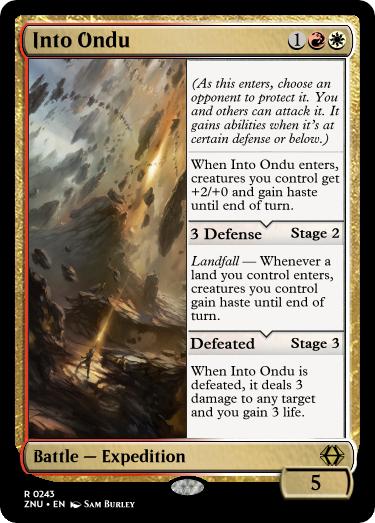 Into Ondu
1
(As this enters, choose an
opponent to protect it. You
and others can attack it. It
gains abilities when it's at
certain defense or below.)
When Into Ondu enters,
creatures you control get
+2/+0 and gain haste
until end of turn.
3 Defense Stage 2
Landfall — Whenever a
land you control enters,
creatures you control
gain haste until end of
turn.
Defeated Stage 3
When Into Ondu is
defeated, it deals 3
damage to any target
and you gain 3 life.
Battle — Expedition
5
R 0243
ZNU • EN Sam Burley